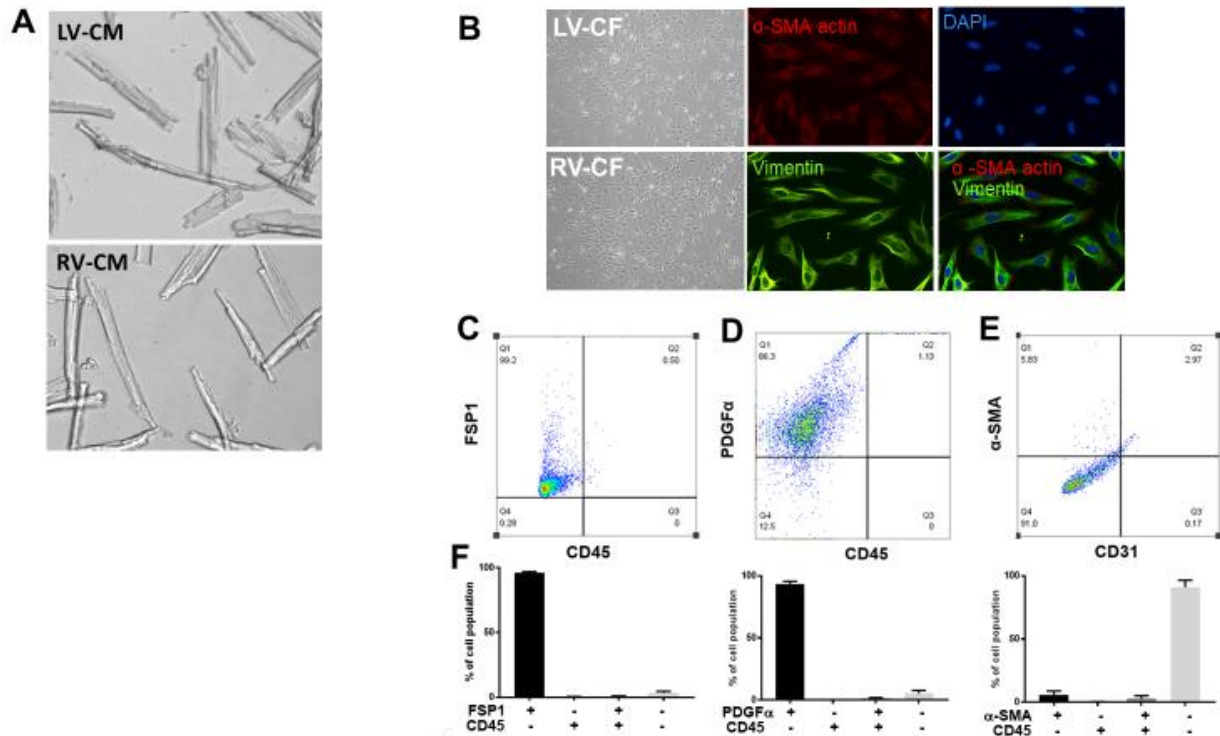 A
LV-CM
RV-CM
B
LV-CF
α-SMA actin
DAPI
RV-CF
Vimentin
α -SMA actin
Vimentin
C
Q1
99.2
Q2
0.50
FSP1
Q4
0.28
Q3
0
CD45
D
Q1
86.3
Q2
1.13
PDGFα
Q4
12.5
Q3
0
CD45
E
Q1
5.83
Q2
2.97
α-SMA
Q4
91.0
Q3
0.17
CD31
F
% of cell population
100
50
0
FSP1 + - + -
CD45 - + + -
% of cell population
100
50
0
PDGFα + - + -
CD45 - + + -
% of cell population
100
50
0
α-SMA + - + -
CD45 - + + -